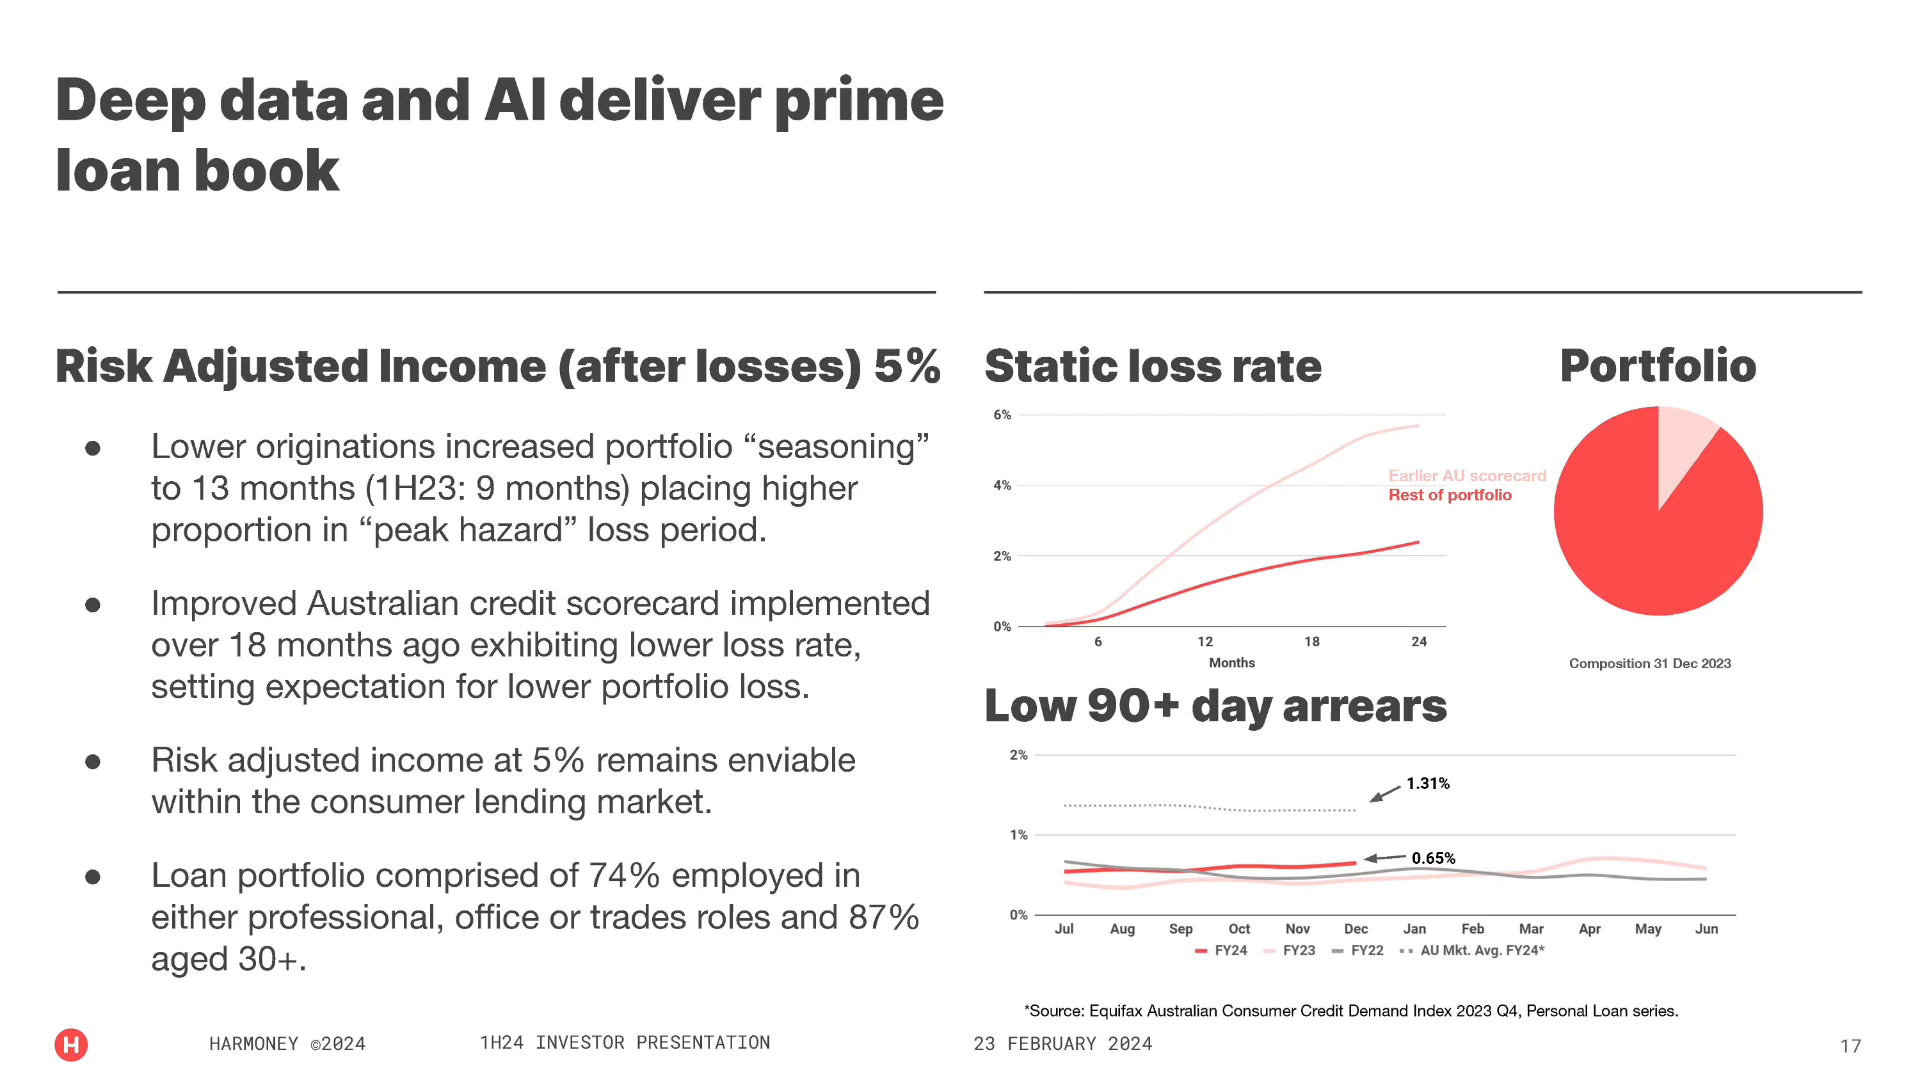 Deep data and AI deliver prime
loan book
Risk Adjusted Income (after losses) 5%
● Lower originations increased portfolio “seasoning”
to 13 months (1H23: 9 months) placing higher
proportion in “peak hazard” loss period.
● Improved Australian credit scorecard implemented
over 18 months ago exhibiting lower loss rate,
setting expectation for lower portfolio loss.
● Risk adjusted income at 5% remains enviable
within the consumer lending market.
● Loan portfolio comprised of 74% employed in
either professional, office or trades roles and 87%
aged 30+.
Static loss rate
6%
4%
2%
0%
6 12 18 24
Months
Earlier AU scorecard
Rest of portfolio
Portfolio
Composition 31 Dec 2023
Low 90+ day arrears
2%
1%
0%
1.31%
0.65%
Jul Aug Sep Oct Nov Dec Jan Feb Mar Apr May Jun
FY24 FY23 FY22 AU Mkt. Avg. FY24*
*Source: Equifax Australian Consumer Credit Demand Index 2023 Q4, Personal Loan series.
H HARMONEY ©2024 1H24 INVESTOR PRESENTATION 23 FEBRUARY 2024 17